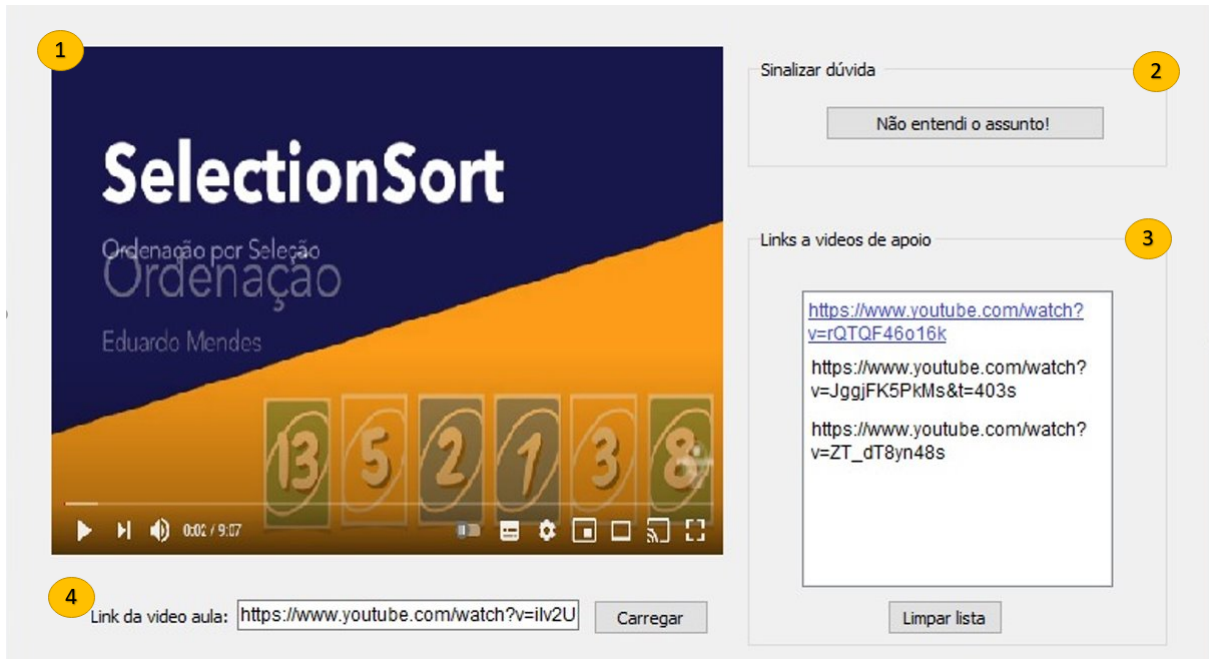 1
SelectionSort
Ordenação por Seleção
Ordenação
Eduardo Mendes
13 5 2 1 3 8
0:02 / 9:07
4
Link da video aula: https://www.youtube.com/watch?v=iIv2U Carregar
2
Sinalizar dúvida
Não entendi o assunto!
3
Links a videos de apoio
https://www.youtube.com/watch?
v=rQTQF46o16k
https://www.youtube.com/watch?
v=JggjFK5PkMs&t=403s
https://www.youtube.com/watch?
v=ZT_dT8yn48s
Limpar lista